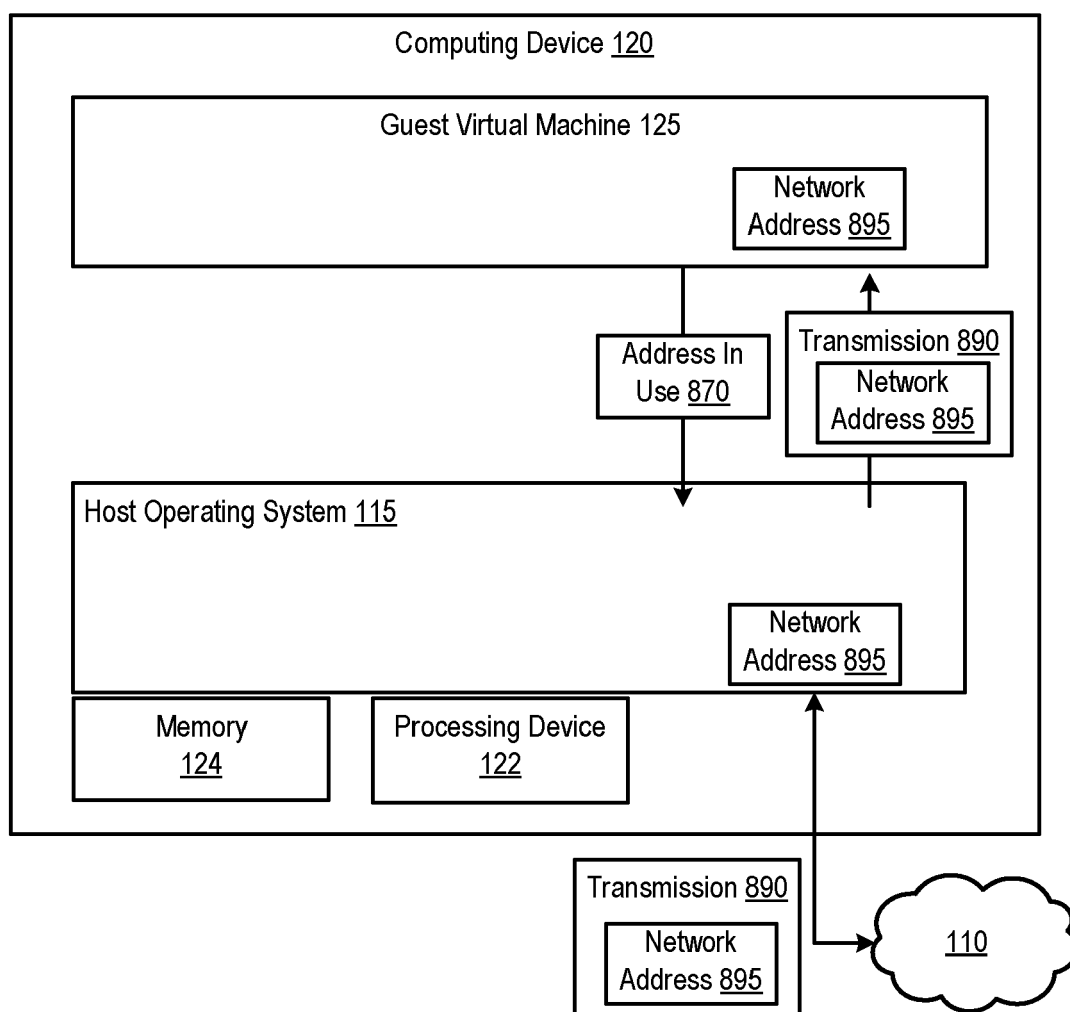 Computing Device 120
Guest Virtual Machine 125
Network
Address 895
Address In
Use 870
Transmission 890
Network
Address 895
Host Operating System 115
Network
Address 895
Memory
124
Processing Device
122
Transmission 890
Network
Address 895
110